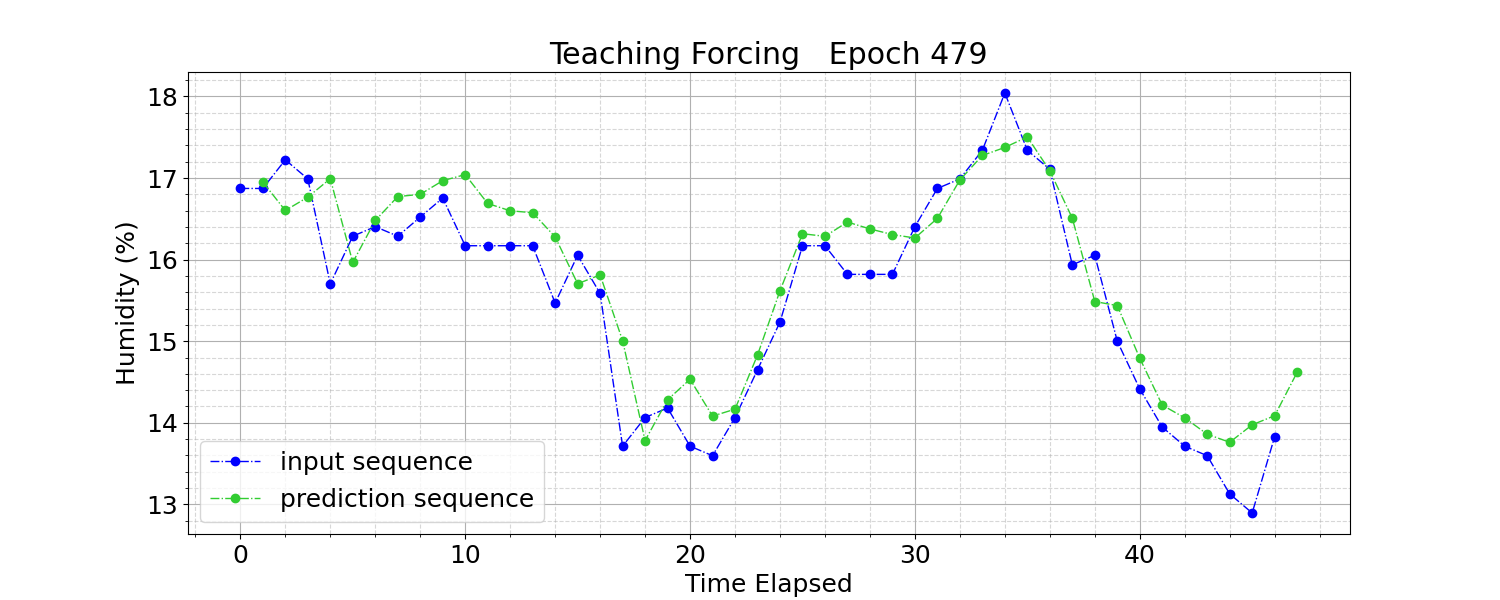 Teaching Forcing   Epoch 479
Humidity (%)
18
17
16
15
14
13
input sequence
prediction sequence
0 10 20 30 40
Time Elapsed